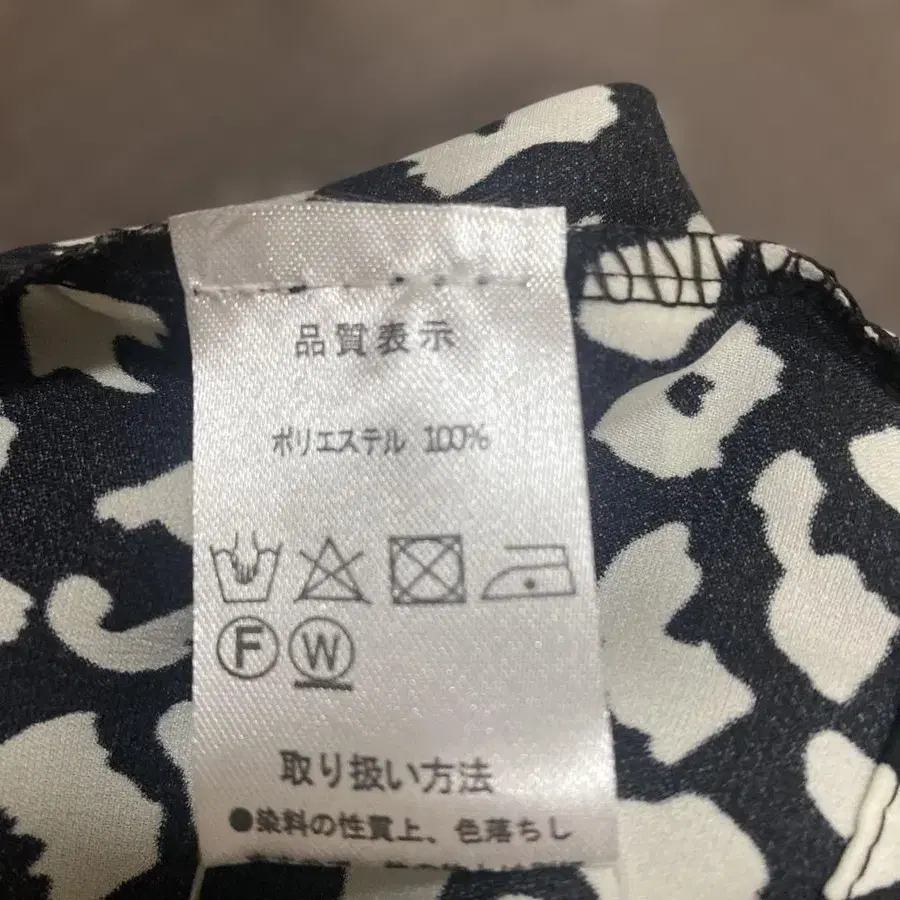 品質表示
ポリエステル 100%
F W
取り扱い方法
●染料の性質上、色落ちし